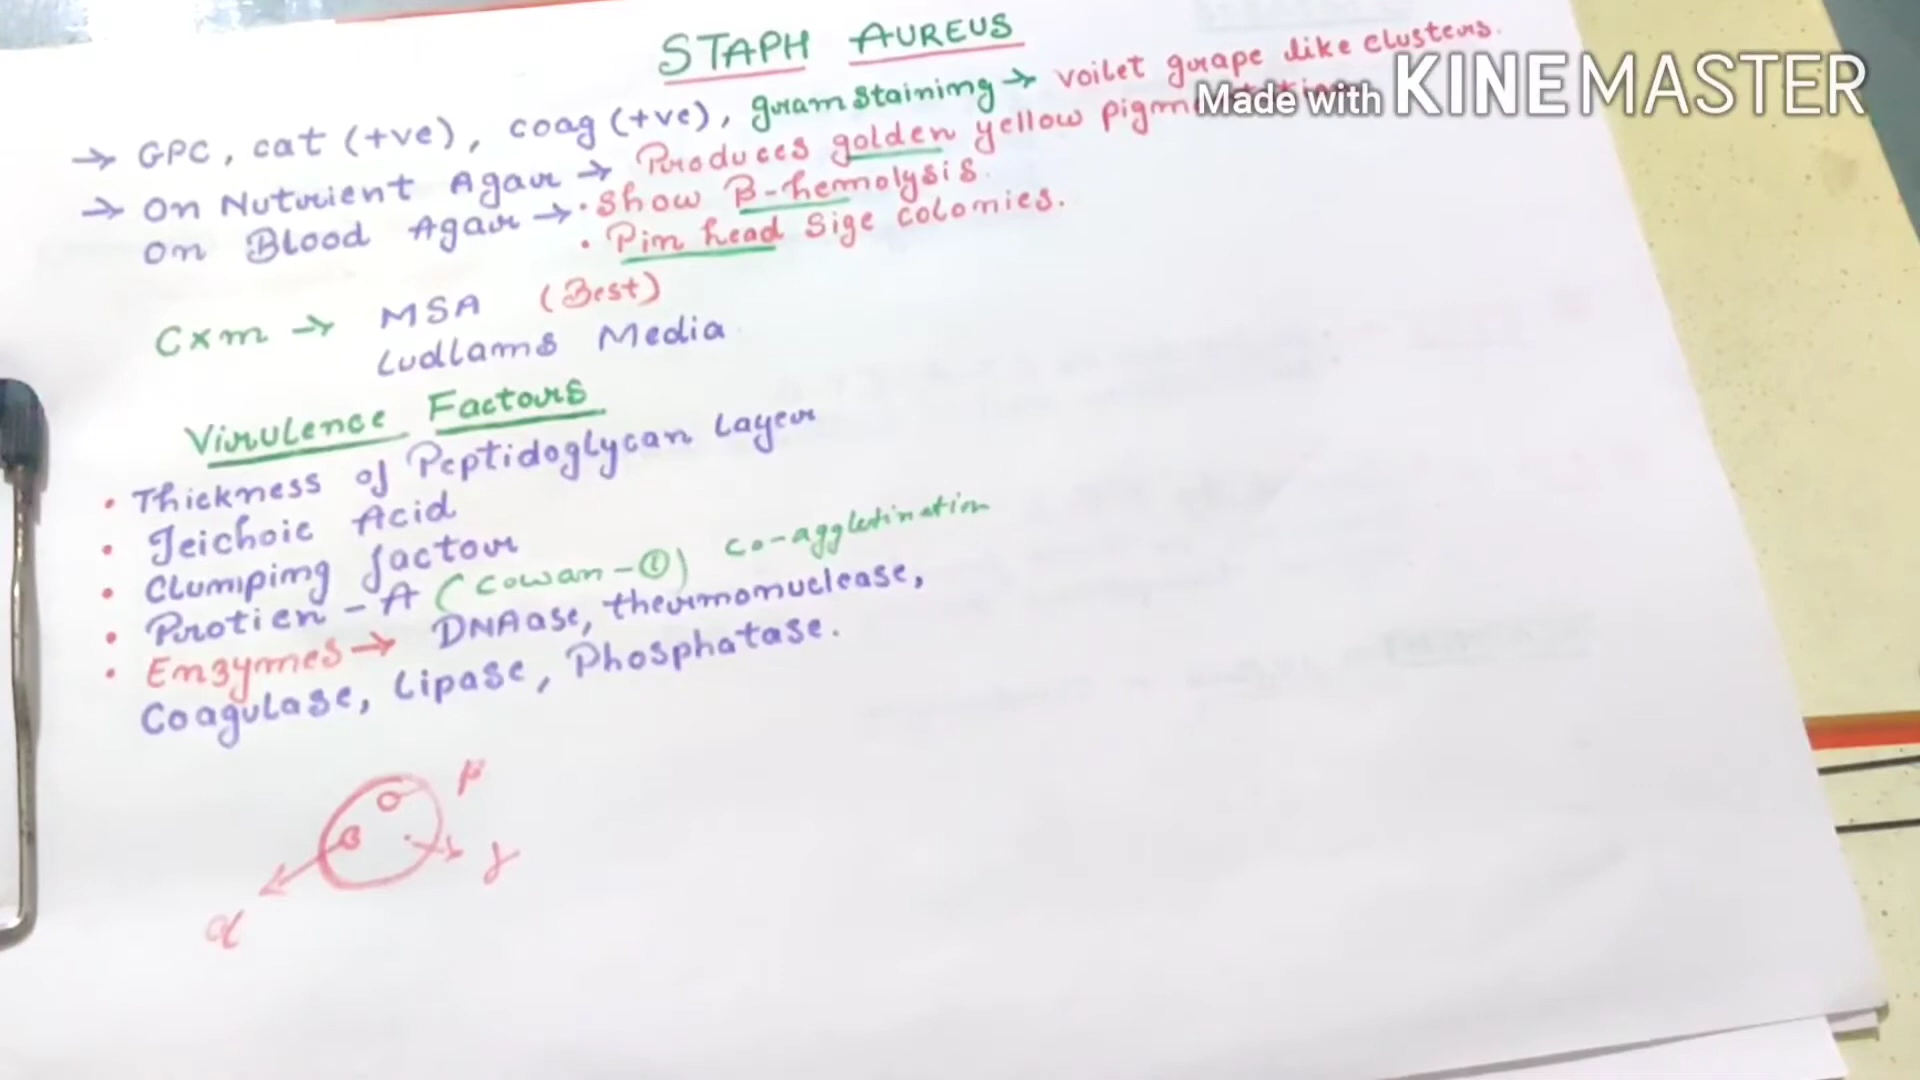 STAPH AUREUS
→ GPC, cat (+ve), coag (+ve), gram staining → voilet grape like clusters.
→ On Nutrient Agar → Produces golden yellow
On Blood Agar → • Show β-hemolysis.
• Pin head size colonies.
Cxm → MSA (Best)
Ludlams Media
Virulence Factors
• Thickness of Peptidoglycan Layer
• Teichoic Acid
• Clumping factor
• Protien - A (Cowan - ①) co-agglutination
• Enzymes → DNAase, thermonuclease,
Coagulase, Lipase, Phosphatase.
β
γ
α
Made with KINEMASTER